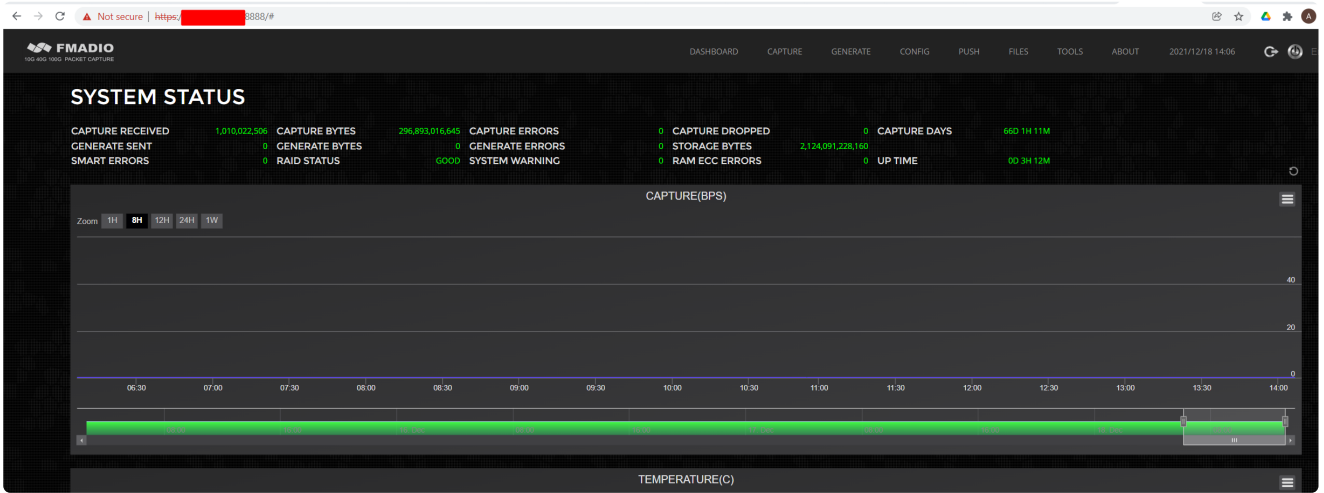 Not secure | https:/ 8888/#
FMADIO
10G 40G 100G PACKET CAPTURE
DASHBOARD CAPTURE GENERATE CONFIG PUSH FILES TOOLS ABOUT 2021/12/18 14:06
A
SYSTEM STATUS
CAPTURE RECEIVED 1,010,022,506 CAPTURE BYTES 296,893,016,645 CAPTURE ERRORS 0 CAPTURE DROPPED 0 CAPTURE DAYS 66D 1H 11M
GENERATE SENT 0 GENERATE BYTES 0 GENERATE ERRORS 0 STORAGE BYTES 2,124,091,228,160
SMART ERRORS 0 RAID STATUS GOOD SYSTEM WARNING 0 RAM ECC ERRORS 0 UP TIME 0D 3H 12M
CAPTURE(BPS)
Zoom 1H 8H 12H 24H 1W
40
20
0
06:30 07:00 07:30 08:00 08:30 09:00 09:30 10:00 10:30 11:00 11:30 12:00 12:30 13:00 13:30 14:00
TEMPERATURE(C)